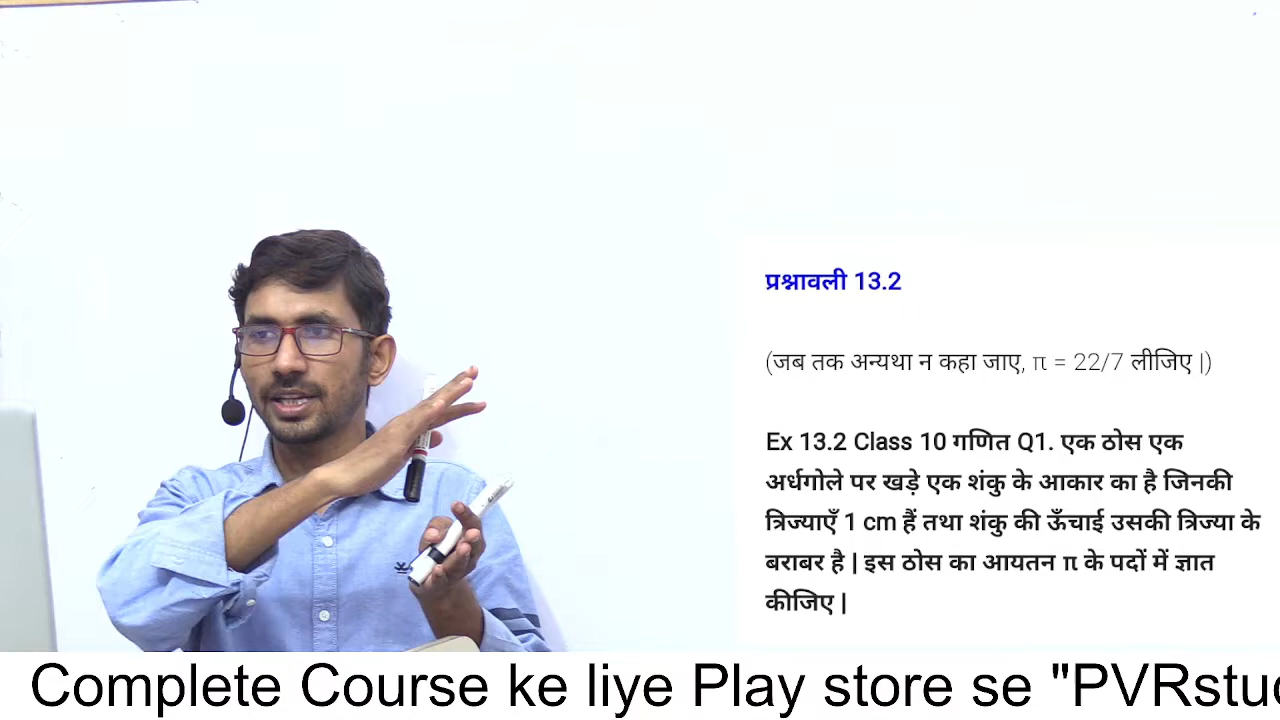 प्रश्नावली 13.2
(जब तक अन्यथा न कहा जाए, π = 22/7 लीजिए |)
Ex 13.2 Class 10 गणित Q1. एक ठोस एक
अर्धगोले पर खड़े एक शंकु के आकार का है जिनकी
त्रिज्याएँ 1 cm हैं तथा शंकु की ऊँचाई उसकी त्रिज्या के
बराबर है | इस ठोस का आयतन π के पदों में ज्ञात
कीजिए |
Complete Course ke liye Play store se "PVRstu